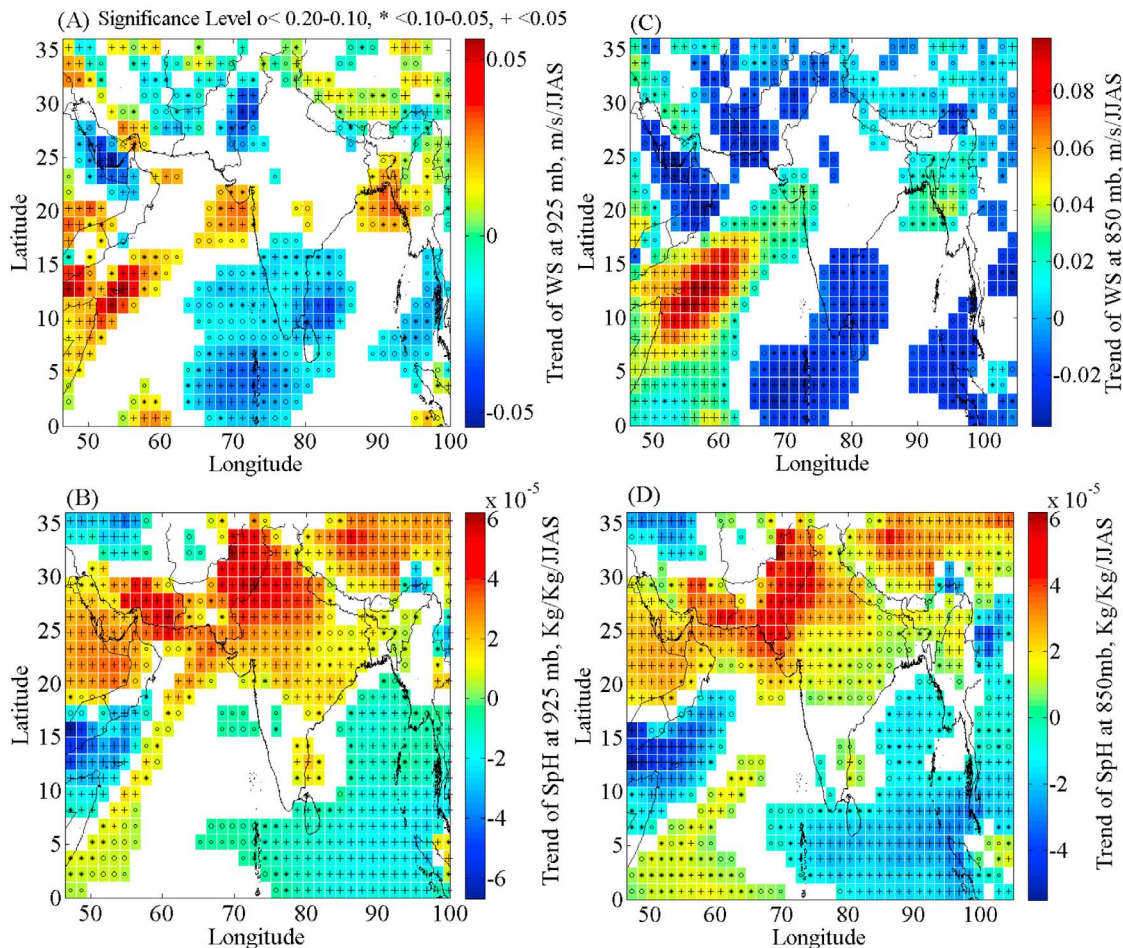 (A) Significance Level o< 0.20-0.10, * <0.10-0.05, + <0.05
36
30
25
20
15
10
5
0
Latitude
50 60 70 80 90 100
Longitude
0.05
0
-0.05
Trend of WS at 925 mb, m/s/JJAS
(C)
36
30
25
20
15
10
5
0
Latitude
50 60 70 80 90 100
Longitude
0.08
0.06
0.04
0.02
0
-0.02
Trend of WS at 850 mb, m/s/JJAS
(B)
35
30
25
20
15
10
5
0
Latitude
50 60 70 80 90 100
Longitude
x 10-5
6
4
2
0
-2
-4
-6
Trend of SpH at 925 mb, Kg/Kg/JJAS
(D)
35
30
25
20
15
10
5
0
Latitude
50 60 70 80 90 100
Longitude
x 10-5
4
2
0
-2
-4
Trend of SpH at 850mb, Kg/Kg/JJAS